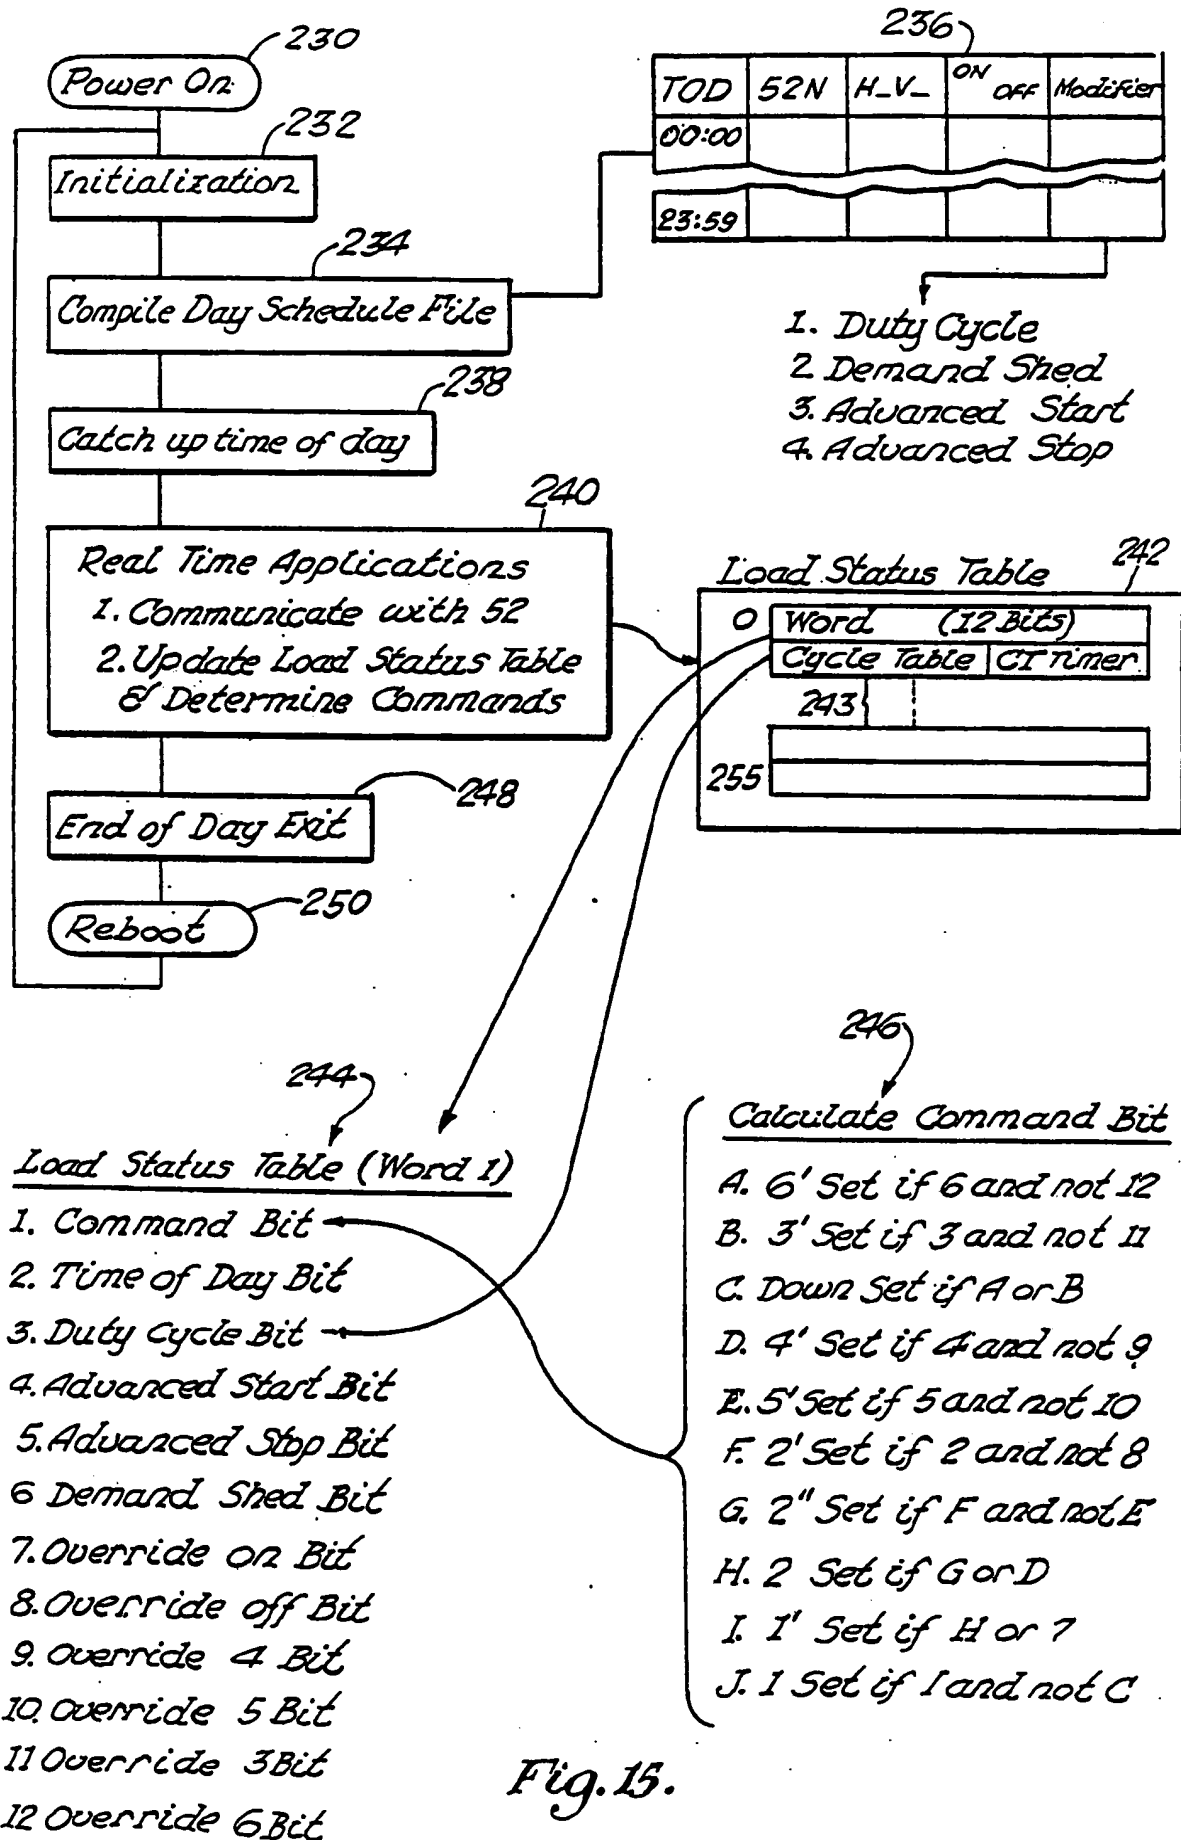 230
Power On
232
Initialization
234
Compile Day Schedule File
236
TOD 52N H_V_ ON OFF Modifier
00:00
23:59
1. Duty Cycle
2 Demand Shed
3. Advanced Start
4. Advanced Stop
238
Catch up time of day
240
Real Time Applications
1. Communicate with 52
2. Update Load Status Table
& Determine Commands
242
Load Status Table
0 Word (12 Bits)
Cycle Table CT Timer
243
255
248
End of Day Exit
250
Reboot
244
Load Status Table (Word 1)
1. Command Bit
2. Time of Day Bit
3. Duty Cycle Bit
4. Advanced Start Bit
5. Advanced Stop Bit
6 Demand Shed Bit
7. Override on Bit
8. Override off Bit
9. Override 4 Bit
10. Override 5 Bit
11 Override 3 Bit
12 Override 6 Bit
246
Calculate Command Bit
A. 6' Set if 6 and not 12
B. 3' Set if 3 and not 11
C. Down Set if A or B
D. 4' Set if 4 and not 9
E. 5' Set if 5 and not 10
F. 2' Set if 2 and not 8
G. 2" Set if F and not E
H. 2 Set if G or D
I. 1' Set if H or 7
J. 1 Set if I and not C
Fig. 15.